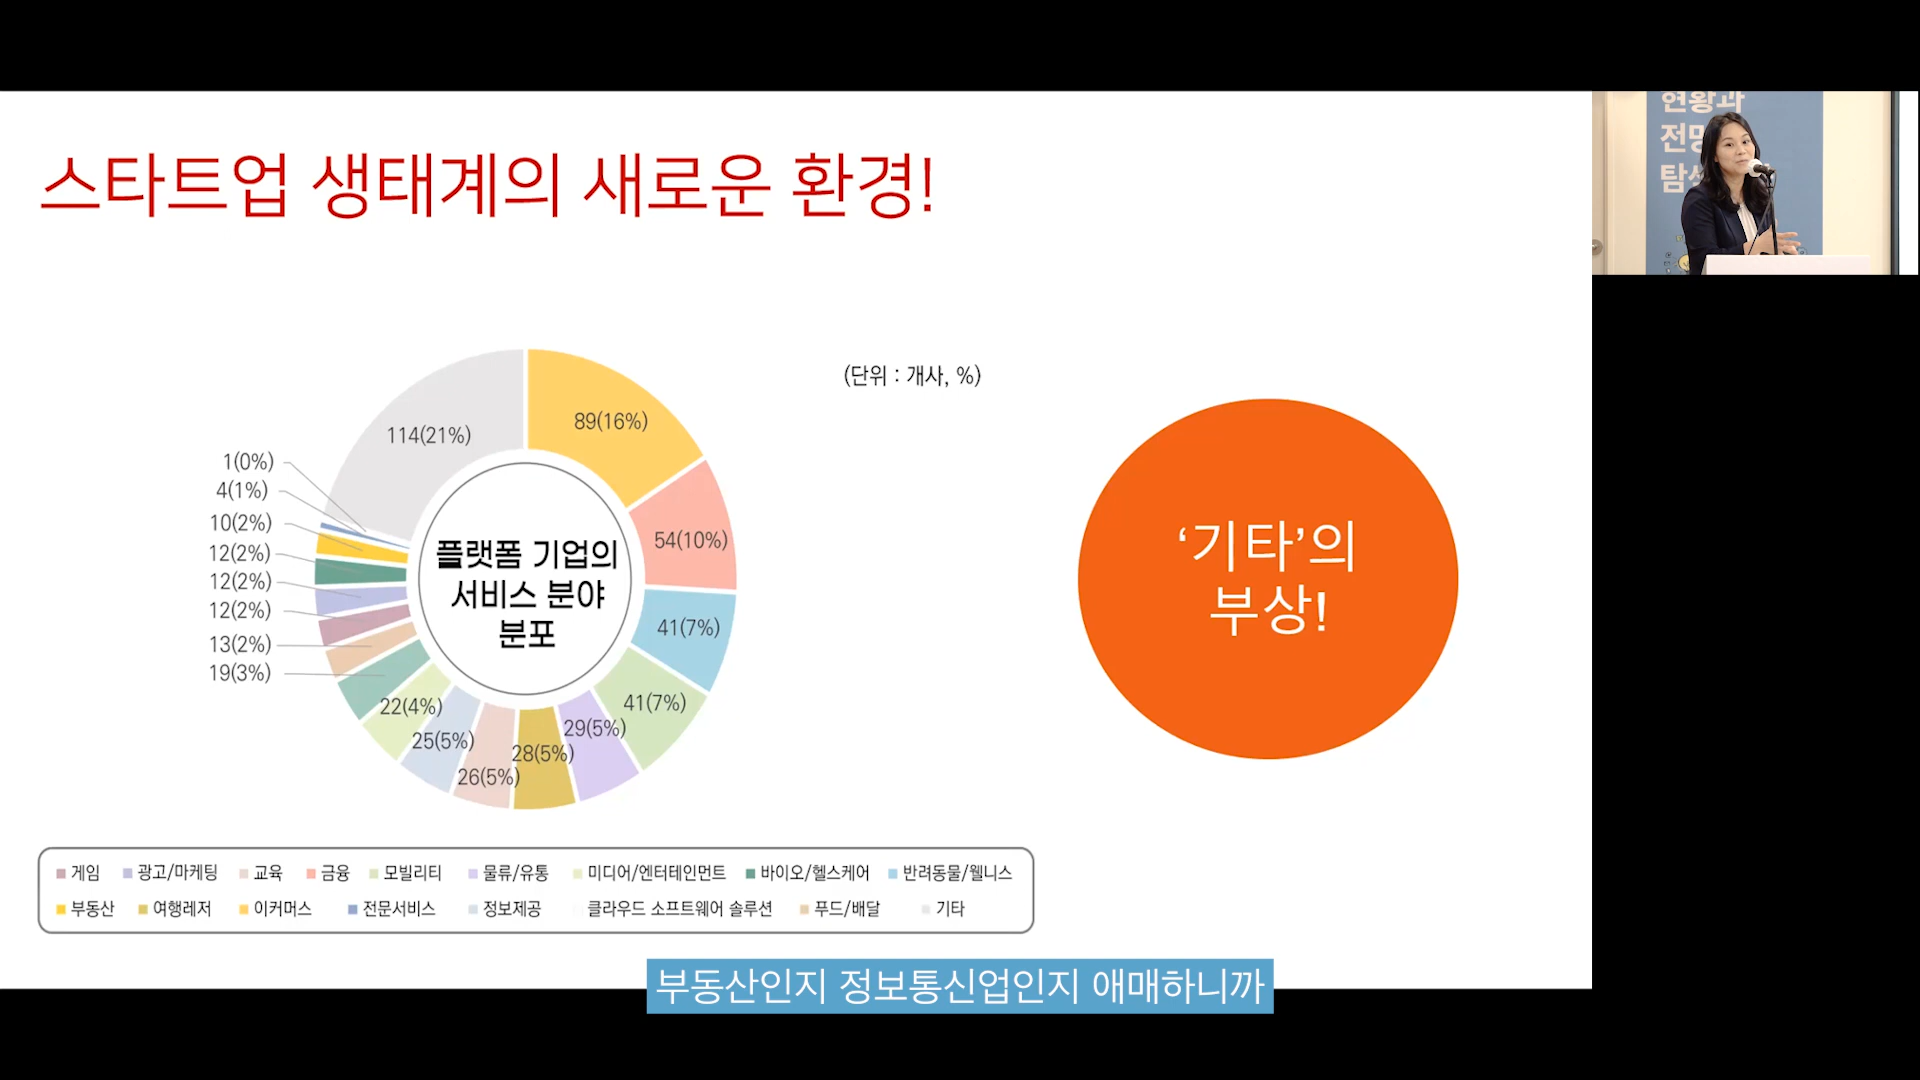 스타트업 생태계의 새로운 환경!
현황과
전망
(단위 : 개사, %)
89(16%)
54(10%)
41(7%)
41(7%)
29(5%)
28(5%)
26(5%)
25(5%)
22(4%)
19(3%)
13(2%)
12(2%)
12(2%)
12(2%)
10(2%)
4(1%)
1(0%)
114(21%)
플랫폼 기업의
서비스 분야
분포
‘기타’의
부상!
게임 광고/마케팅 교육 금융 모빌리티 물류/유통 미디어/엔터테인먼트 바이오/헬스케어 반려동물/웰니스
부동산 여행레저 이커머스 전문서비스 정보제공 클라우드 소프트웨어 솔루션 푸드/배달 기타
부동산인지 정보통신업인지 애매하니까